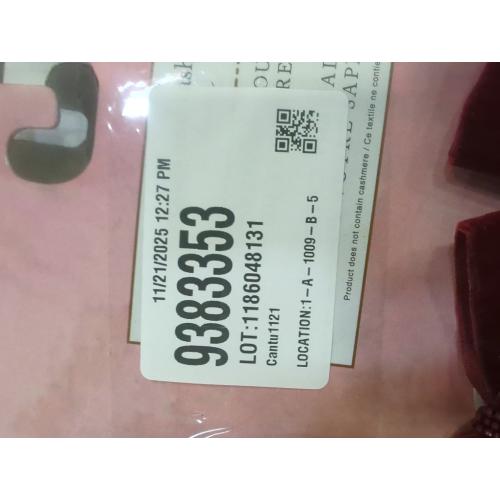 11/21/2025 12:27 PM
9383353
LOT:1186048131
Cantu1121
LOCATION:1-A-1009-B-5
Product does not contain cashmere / Ce textile ne contie